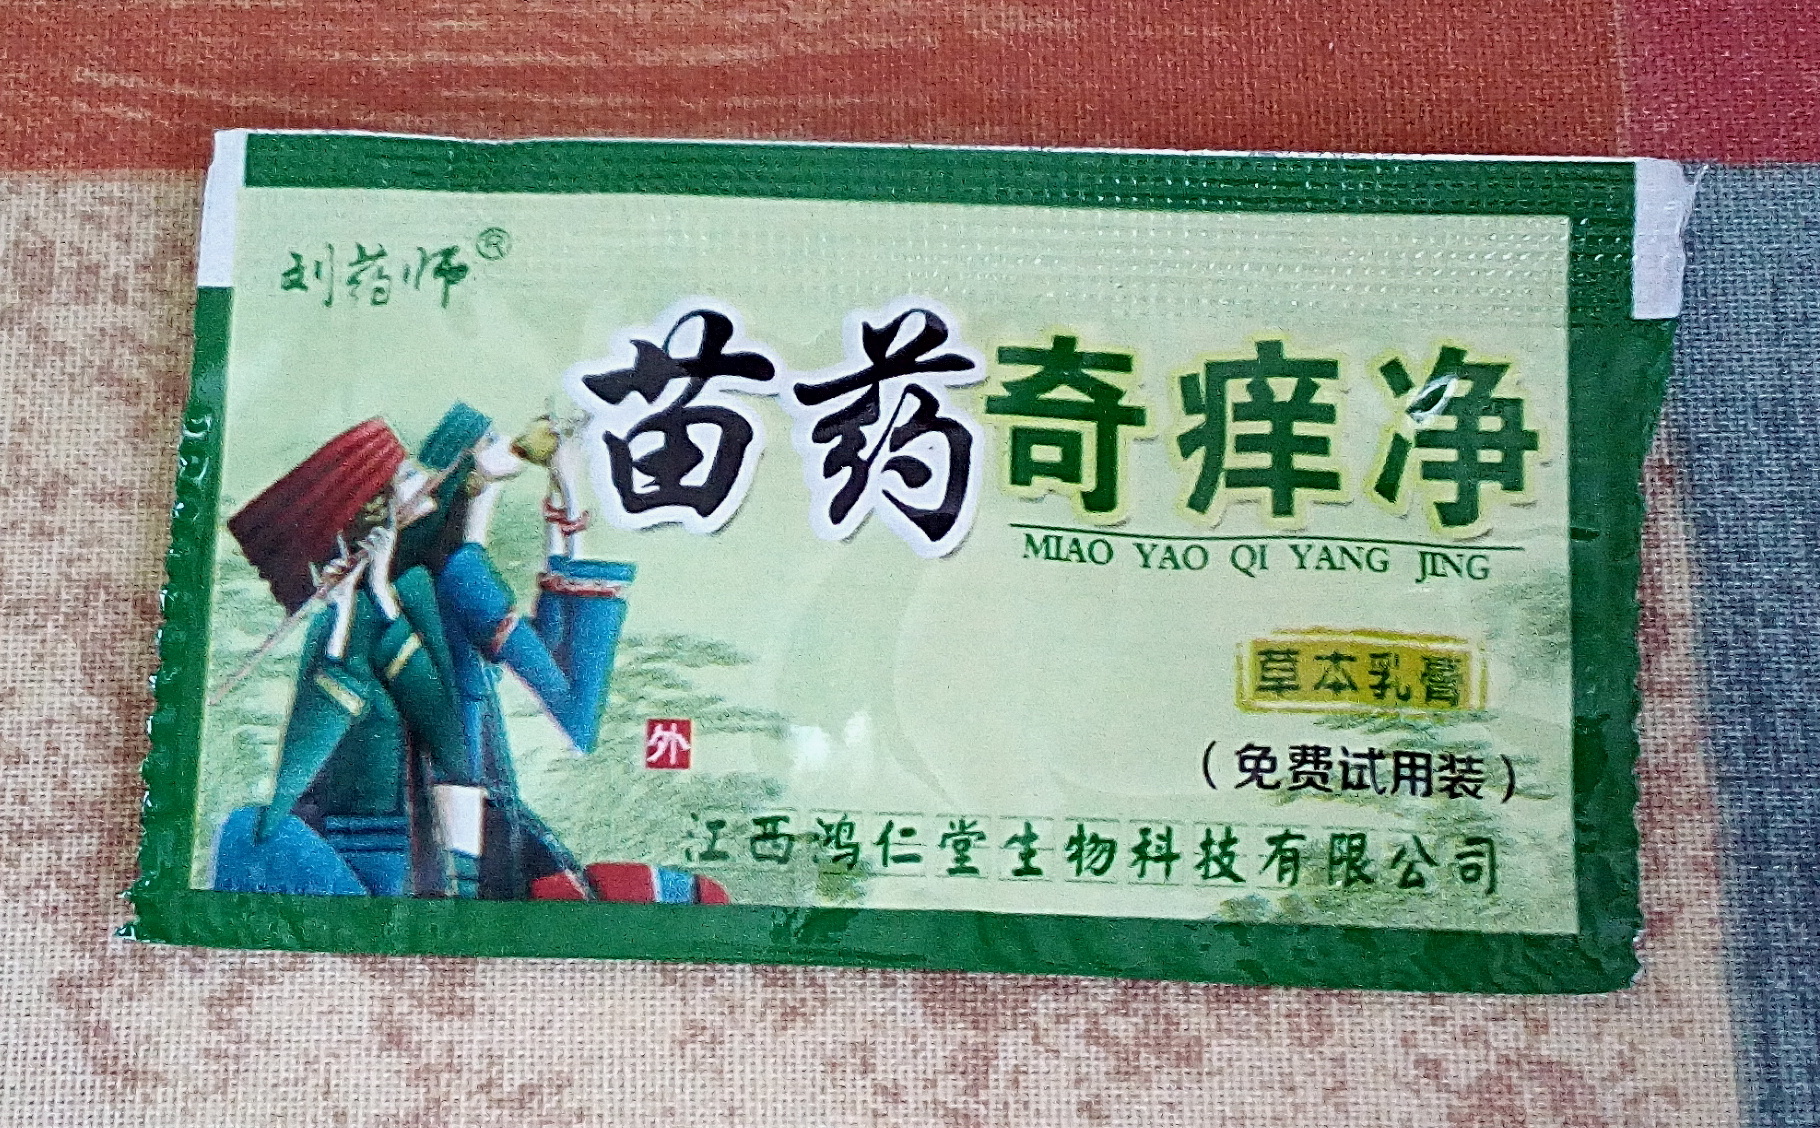 刘药师®
苗药奇痒净
MIAO YAO QI YANG JING
草本乳膏
（免费试用装）
外
江西鸿仁堂生物科技有限公司